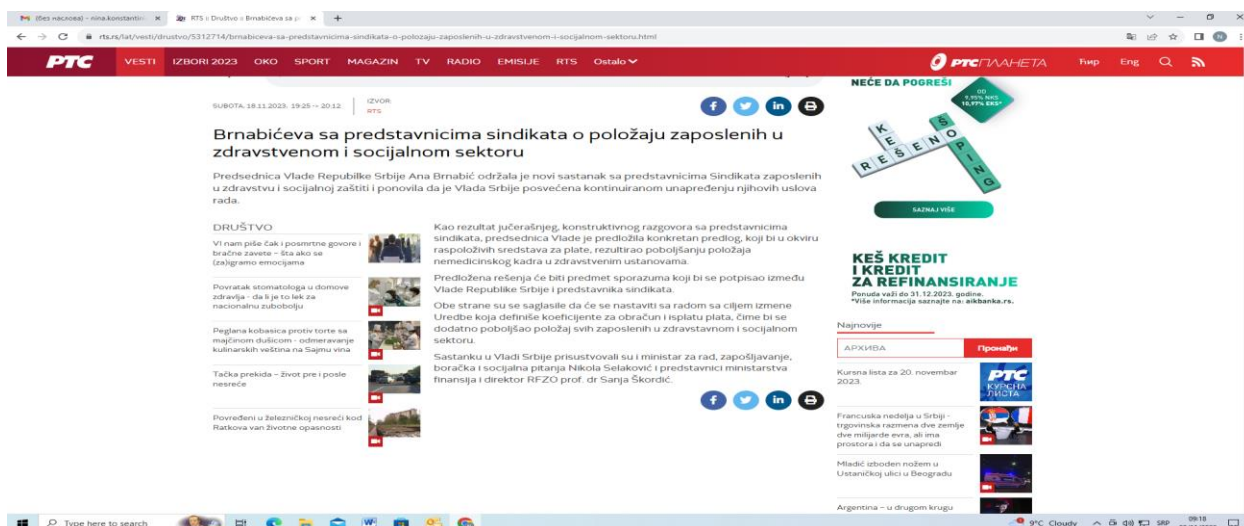 (без наслова) - nina.konstantin
RTS :: Društvo :: Brnabićeva sa p
rts.rs/lat/vesti/drustvo/5312714/brnabiceva-sa-predstavnicima-sindikata-o-polozaju-zaposlenih-u-zdravstvenom-i-socijalnom-sektoru.html
РТС VESTI IZBORI 2023 OKO SPORT MAGAZIN TV RADIO EMISIJE RTS Ostalo РТС ПЛАНЕТА Ћир Eng
SUBOTA, 18.11.2023, 19:25 -> 20:12
IZVOR:
RTS
Brnabićeva sa predstavnicima sindikata o položaju zaposlenih u
zdravstvenom i socijalnom sektoru
Predsednica Vlade Republike Srbije Ana Brnabić održala je novi sastanak sa predstavnicima Sindikata zaposlenih
u zdravstvu i socijalnoj zaštiti i ponovila da je Vlada Srbije posvećena kontinuiranom unapređenju njihovih uslova
rada.
DRUŠTVO
VI nam piše čak i posmrtne govore i
bračne zavete – šta ako se
(za)igramo emocijama
Povratak stomatologa u domove
zdravlja - da li je to lek za
nacionalnu zubobolju
Peglana kobasica protiv torte sa
majčinom dušicom - odmeravanje
kulinarskih veština na Sajmu vina
Tačka prekida – život pre i posle
nesreće
Povređeni u železničkoj nesreći kod
Ratkova van životne opasnosti
Kao rezultat jučerašnjeg, konstruktivnog razgovora sa predstavnicima
sindikata, predsednica Vlade je predložila konkretan predlog, koji bi u okviru
raspoloživih sredstava za plate, rezultirao poboljšanju položaja
nemedicinskog kadra u zdravstvenim ustanovama.
Predložena rešenja će biti predmet sporazuma koji bi se potpisao između
Vlade Republike Srbije i predstavnika sindikata.
Obe strane su se saglasile da će se nastaviti sa radom sa ciljem izmene
Uredbe koja definiše koeficijente za obračun i isplatu plata, čime bi se
dodatno poboljšao položaj svih zaposlenih u zdravstavnom i socijalnom
sektoru.
Sastanku u Vladi Srbije prisustvovali su i ministar za rad, zapošljavanje,
boračka i socijalna pitanja Nikola Selaković i predstavnici ministarstva
finansija i direktor RFZO prof. dr Sanja Škordić.
NEĆE DA POGREŠI
OD
9,95% NKS
10,97% EKS*
KEŠ
REŠENO
ŠOPING
SAZNAJ VIŠE
KEŠ KREDIT
I KREDIT
ZA REFINANSIRANJE
Ponuda važi do 31.12.2023. godine.
*Više informacija saznajte na: aikbanka.rs.
Najnovije
АРХИВА Пронађи
Kursna lista za 20. novembar
2023.
РТС
КУРСНА
ЛИСТА
Francuska nedelja u Srbiji -
trgovinska razmena dve zemlje
dve milijarde evra, ali ima
prostora i da se unapredi
Mladić izboden nožem u
Ustaničkoj ulici u Beogradu
Argentina – u drugom krugu
Type here to search
9°C Cloudy
SRP
09:18